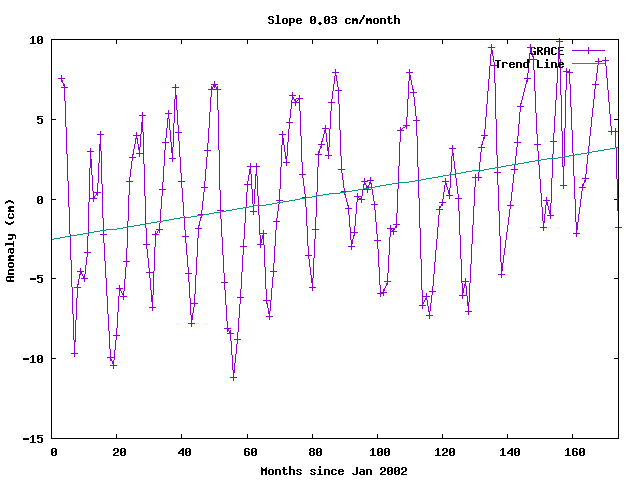 Slope 0.03 cm/month
GRACE
Trend Line
Anomaly (cm)
10
5
0
-5
-10
-15
0 20 40 60 80 100 120 140 160
Months since Jan 2002